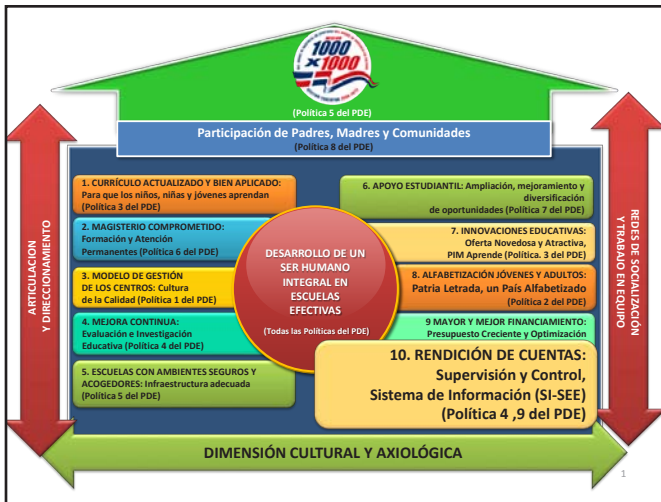 1000
x1000
(Política 5 del PDE)
Participación de Padres, Madres y Comunidades
(Política 8 del PDE)
ARTICULACION
Y DIRECCIONAMIENTO
1. CURRÍCULO ACTUALIZADO Y BIEN APLICADO:
Para que los niños, niñas y jóvenes aprendan
(Política 3 del PDE)
2. MAGISTERIO COMPROMETIDO:
Formación y Atención
Permanentes (Política 6 del PDE)
3. MODELO DE GESTIÓN
DE LOS CENTROS: Cultura
de la Calidad (Política 1 del PDE)
4. MEJORA CONTINUA:
Evaluación e Investigación
Educativa (Política 4 del PDE)
5. ESCUELAS CON AMBIENTES SEGUROS Y
ACOGEDORES: Infraestructura adecuada
(Política 5 del PDE)
DESARROLLO DE UN
SER HUMANO
INTEGRAL EN
ESCUELAS
EFECTIVAS
(Todas las Políticas del PDE)
6. APOYO ESTUDIANTIL: Ampliación, mejoramiento y
diversificación
de oportunidades (Política 7 del PDE)
7. INNOVACIONES EDUCATIVAS:
Oferta Novedosa y Atractiva,
PIM Aprende (Política. 3 del PDE)
8. ALFABETIZACIÓN JÓVENES Y ADULTOS:
Patria Letrada, un País Alfabetizado
(Política 2 del PDE)
9 MAYOR Y MEJOR FINANCIAMIENTO:
Presupuesto Creciente y Optimización
10. RENDICIÓN DE CUENTAS:
Supervisión y Control,
Sistema de Información (SI-SEE)
(Política 4 ,9 del PDE)
REDES DE SOCIALIZACIÓN
Y TRABAJO EN EQUIPO
DIMENSIÓN CULTURAL Y AXIOLÓGICA
1